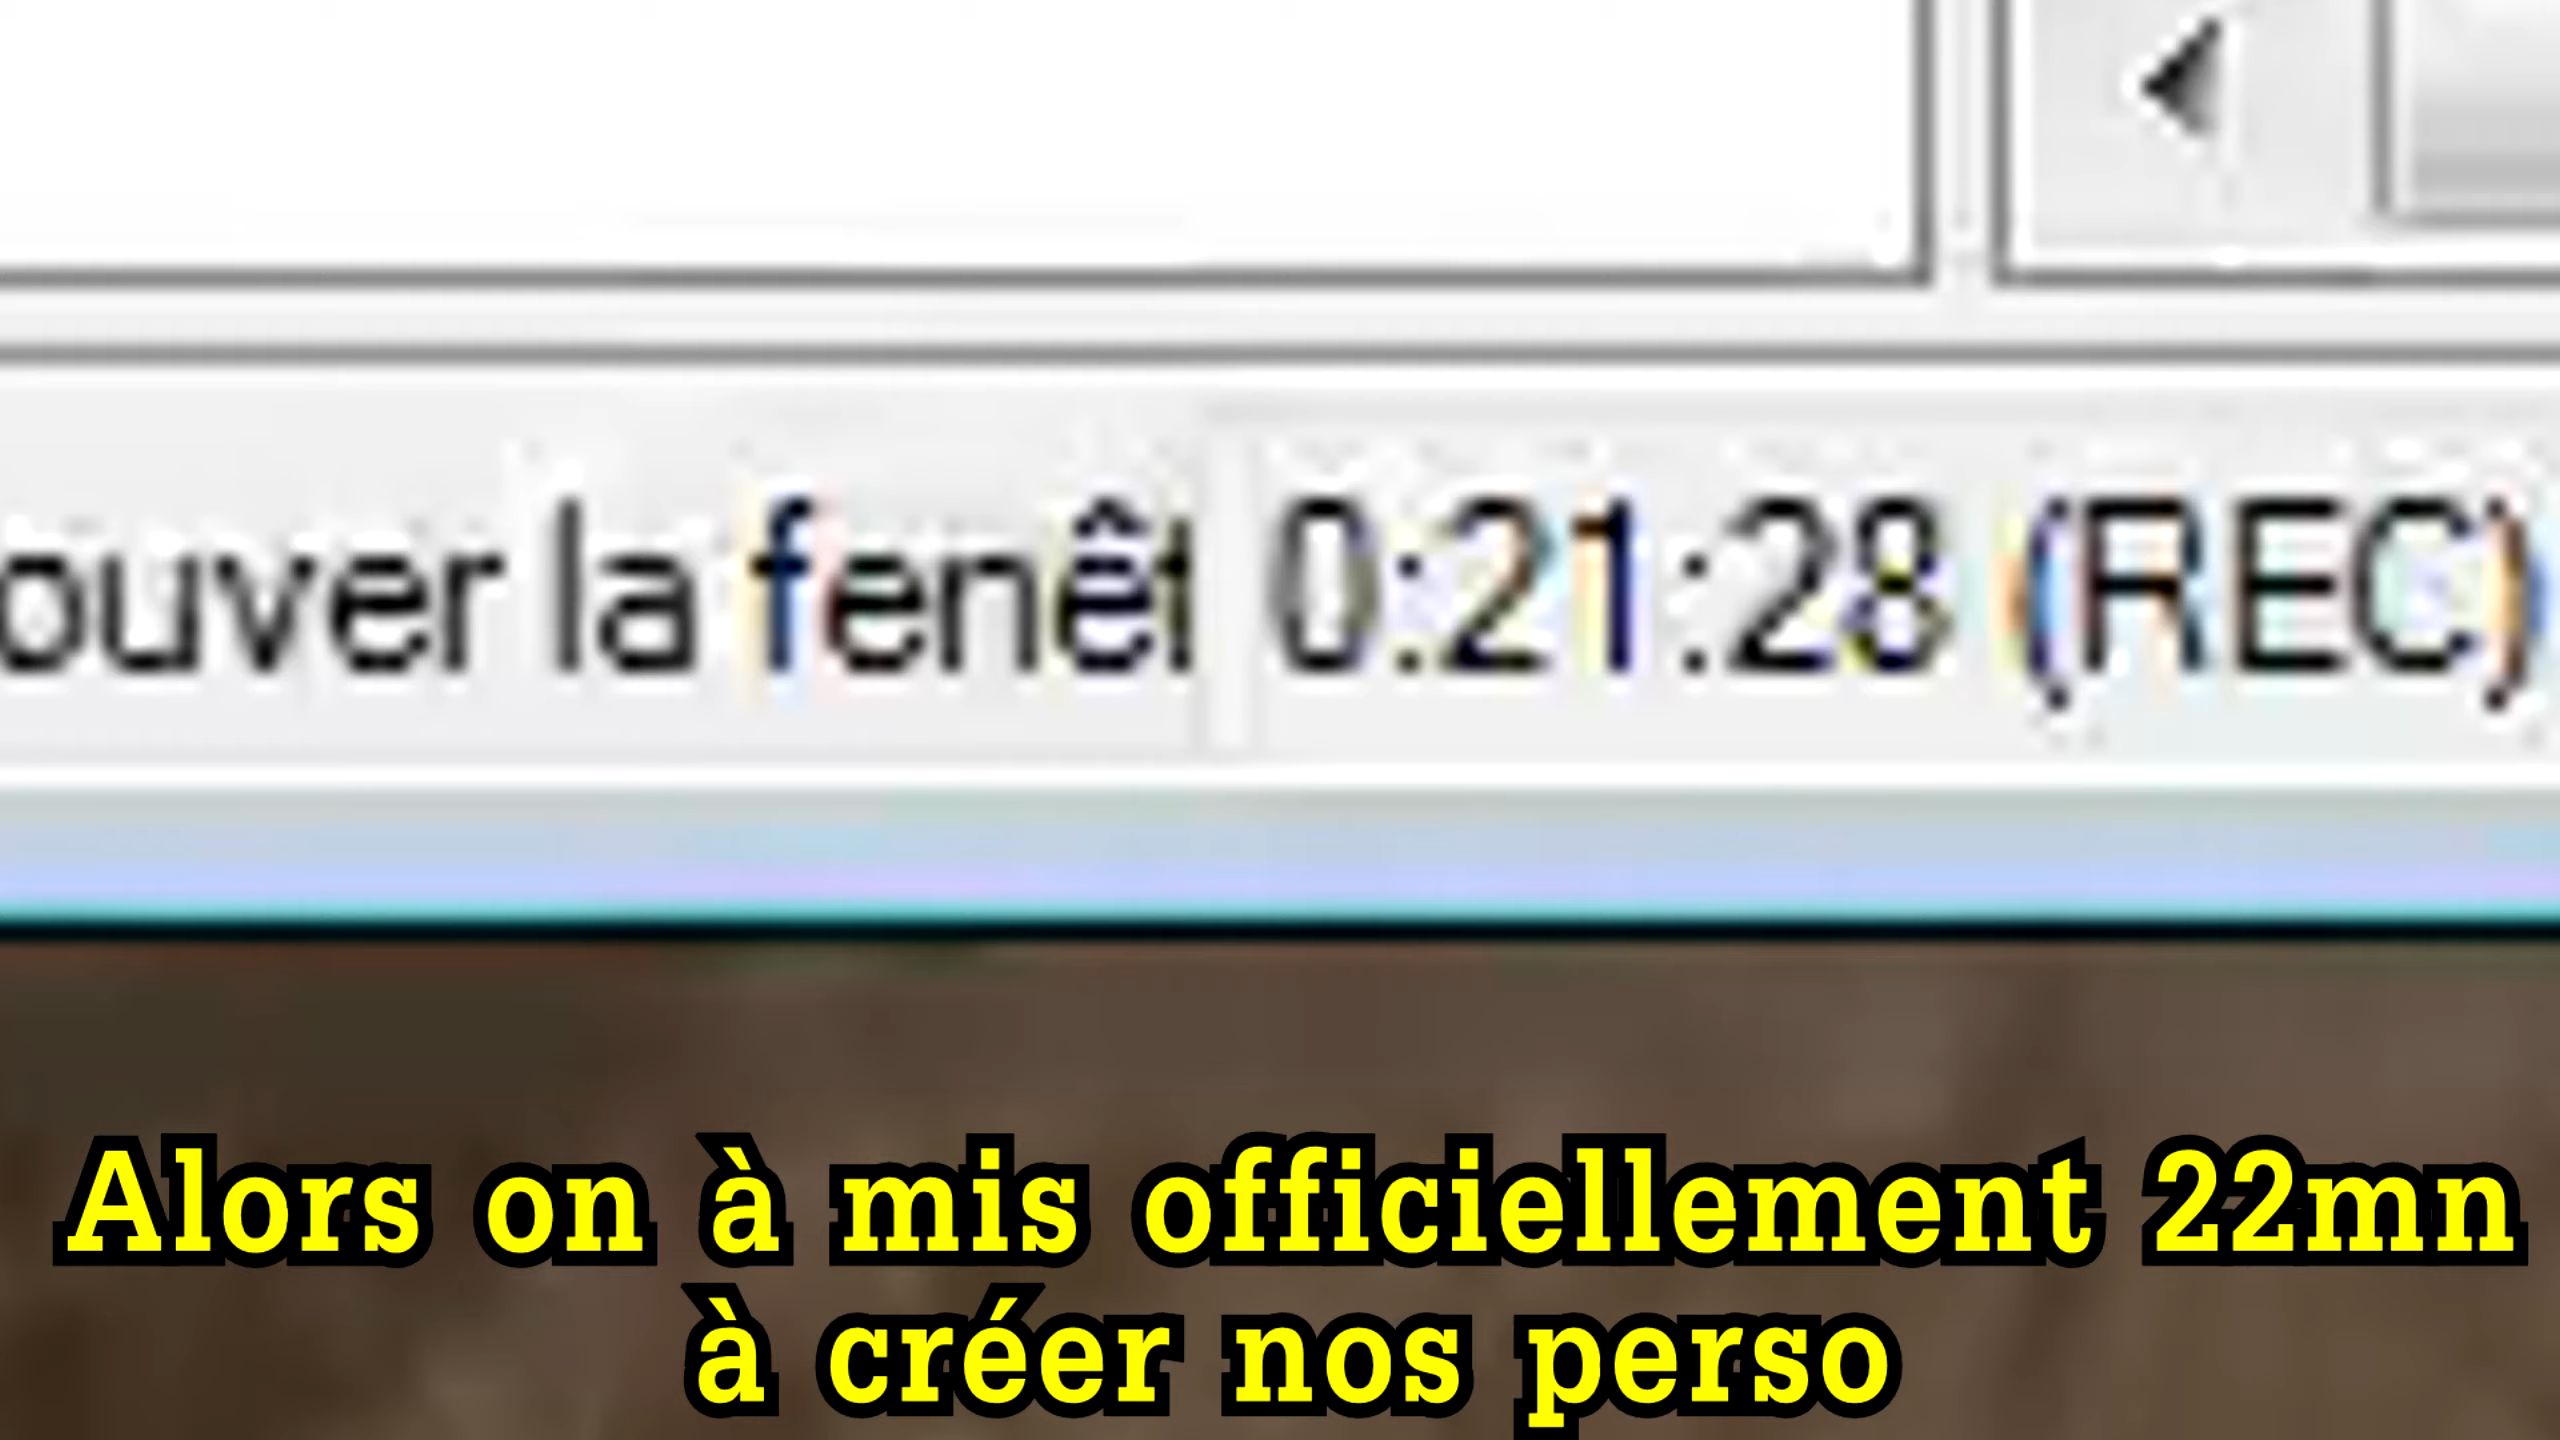 ouver la fenêt 0:21:28 (REC)
Alors on à mis officiellement 22mn
à créer nos perso